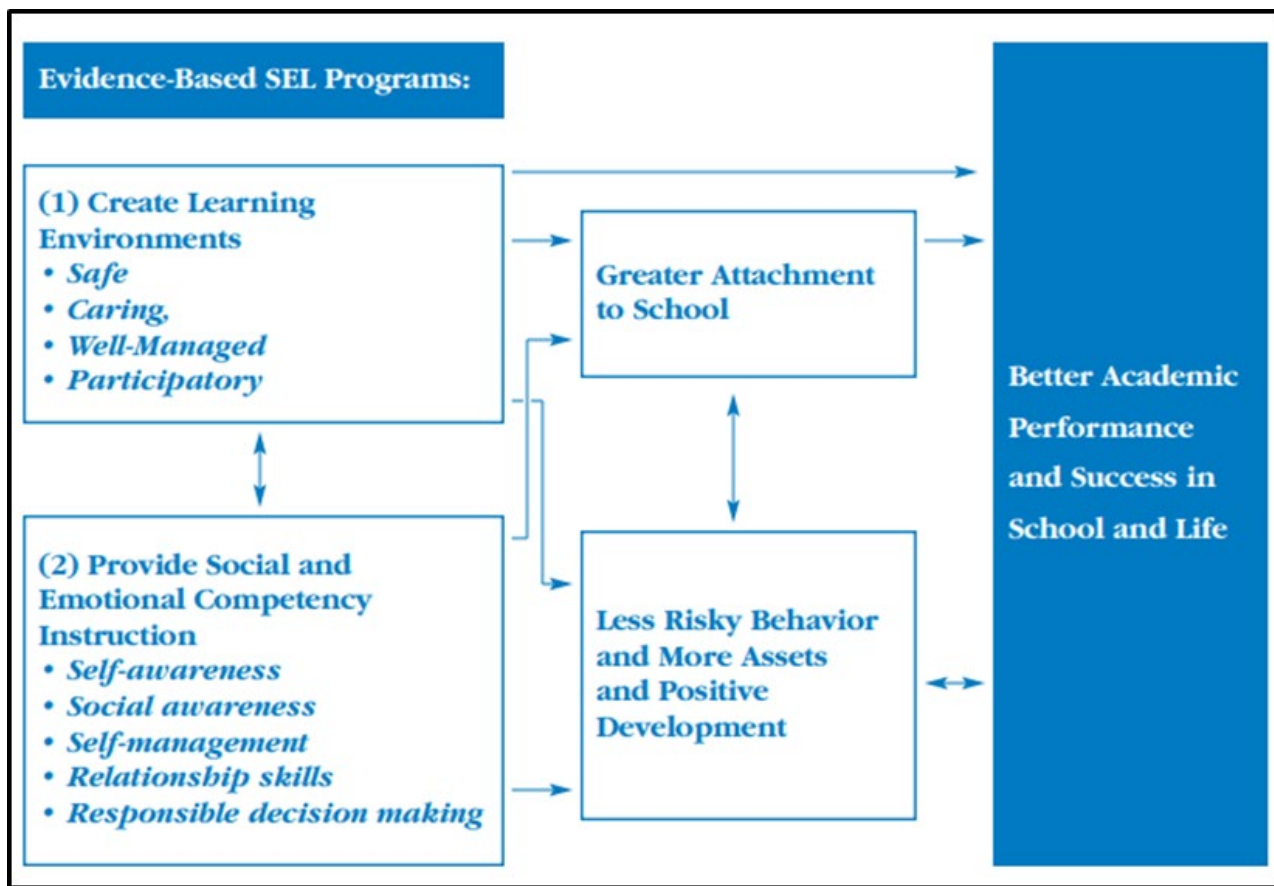 Evidence-Based SEL Programs:
(1) Create Learning
Environments
• Safe
• Caring,
• Well-Managed
• Participatory
(2) Provide Social and
Emotional Competency
Instruction
• Self-awareness
• Social awareness
• Self-management
• Relationship skills
• Responsible decision making
Greater Attachment
to School
Less Risky Behavior
and More Assets
and Positive
Development
Better Academic
Performance
and Success in
School and Life